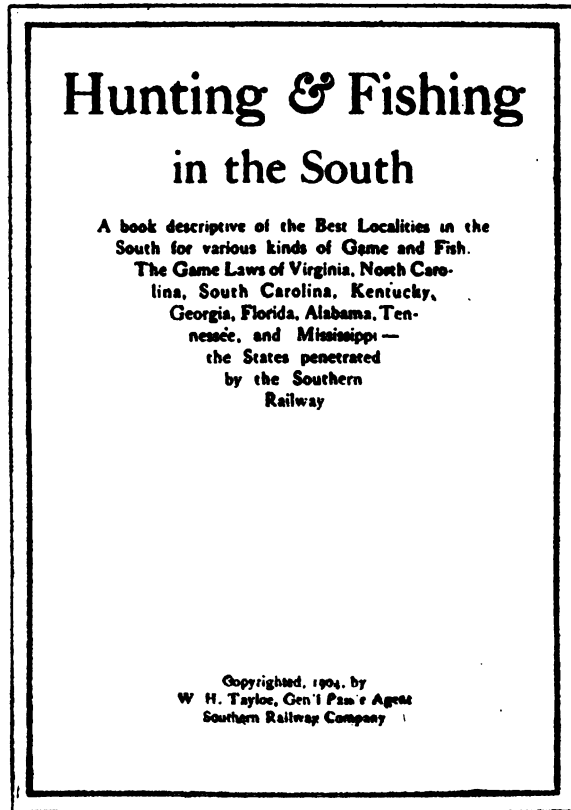 Hunting & Fishing
in the South
A book descriptive of the Best Localities in the
South for various kinds of Game and Fish.
The Game Laws of Virginia, North Caro-
lina, South Carolina, Kentucky,
Georgia, Florida, Alabama, Ten-
nessee, and Mississippi —
the States penetrated
by the Southern
Railway
Copyrighted, 1904, by
W. H. Tayloe, Gen'l Pass'r Agent
Southern Railway Company